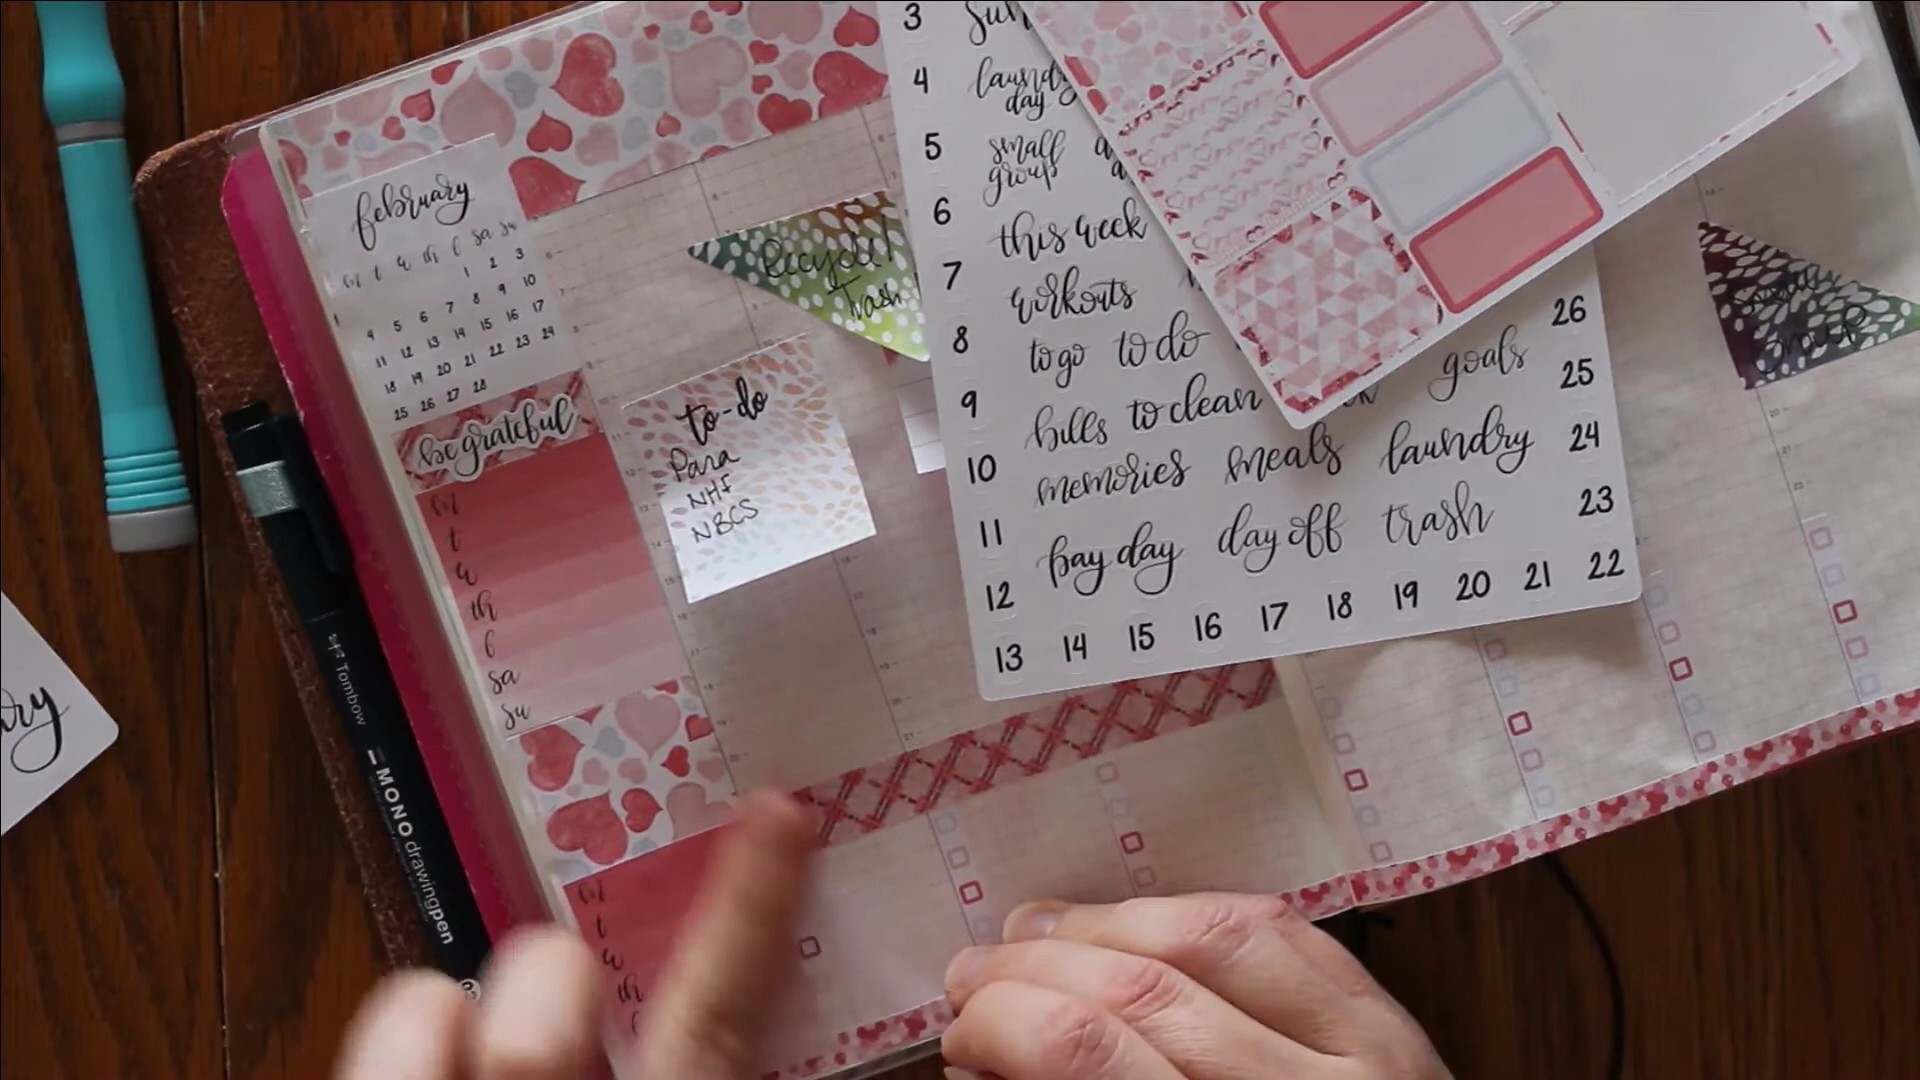 february
m t w th f sa su
1 2 3
4 5 6 7 8 9 10
11 12 13 14 15 16 17
18 19 20 21 22 23 24
25 26 27 28
be grateful
m
t
w
th
f
sa
su
m
t
w
th
f
Recycle/
Trash
to-do
Para
NHF
NBCS
3
4 laundry
day
5 small
group
6 this week
7 workouts
8 to go to do
9 bills to clean
goals
10 memories meals laundry
11 pay day day off trash
12
13 14 15 16 17 18 19 20 21 22
23
24
25
26
Group
Tombow
MONO drawingpen